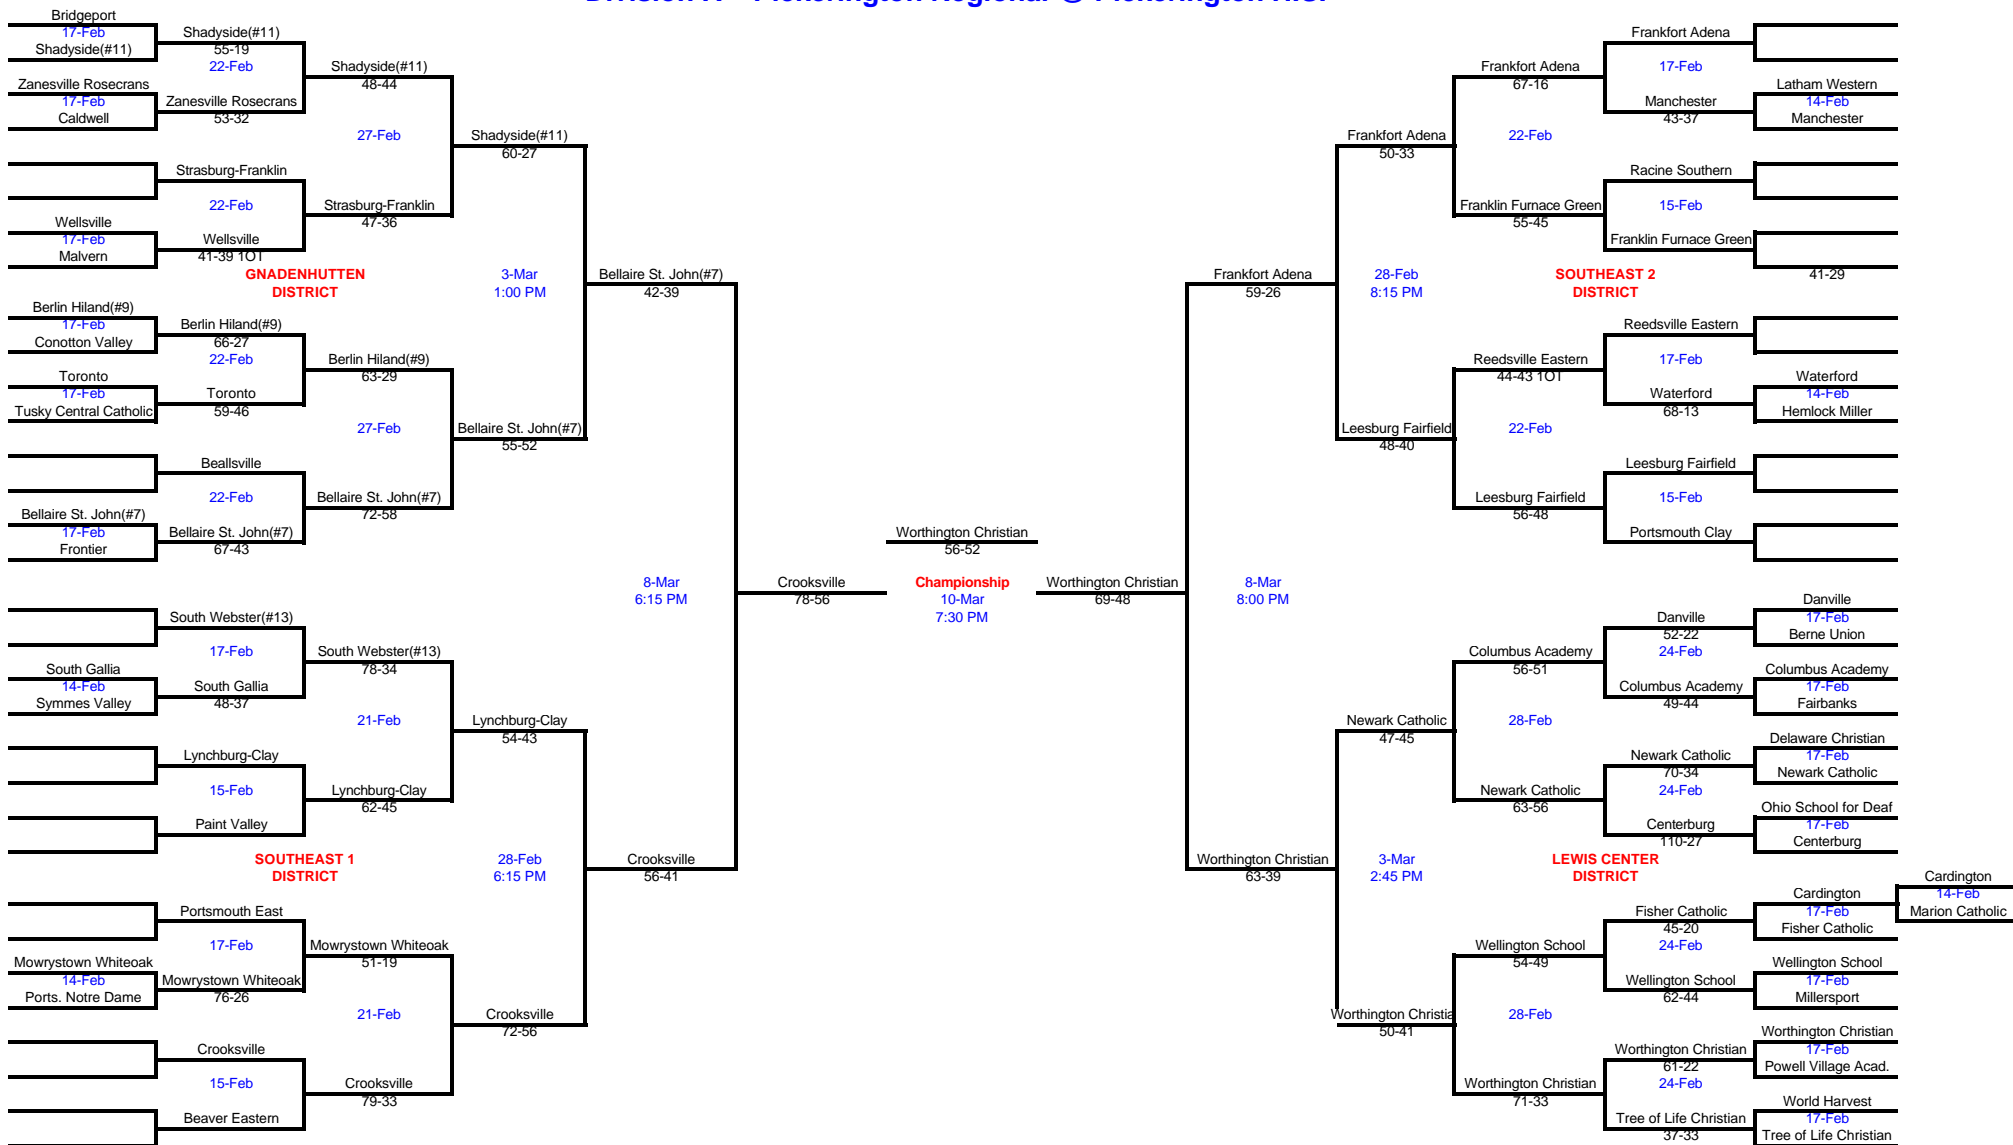 Bridgeport
17-Feb
Shadyside(#11)
Shadyside(#11)
55-19
22-Feb
Zanesville Rosecrans
17-Feb
Caldwell
Zanesville Rosecrans
53-32
Shadyside(#11)
48-44
27-Feb
Strasburg-Franklin
22-Feb
Wellsville
17-Feb
Malvern
Wellsville
41-39 1OT
Strasburg-Franklin
47-36
Shadyside(#11)
60-27
GNADENHUTTEN
DISTRICT
3-Mar
1:00 PM
Berlin Hiland(#9)
17-Feb
Conotton Valley
Berlin Hiland(#9)
66-27
22-Feb
Toronto
17-Feb
Tusky Central Catholic
Toronto
59-46
Berlin Hiland(#9)
63-29
27-Feb
Beallsville
22-Feb
Bellaire St. John(#7)
17-Feb
Frontier
Bellaire St. John(#7)
67-43
Bellaire St. John(#7)
72-58
Bellaire St. John(#7)
55-52
Bellaire St. John(#7)
42-39
8-Mar
6:15 PM
South Webster(#13)
17-Feb
South Gallia
14-Feb
Symmes Valley
South Gallia
48-37
South Webster(#13)
78-34
21-Feb
Lynchburg-Clay
15-Feb
Paint Valley
Lynchburg-Clay
62-45
Lynchburg-Clay
54-43
SOUTHEAST 1
DISTRICT
28-Feb
6:15 PM
Portsmouth East
17-Feb
Mowrystown Whiteoak
14-Feb
Ports. Notre Dame
Mowrystown Whiteoak
76-26
Mowrystown Whiteoak
51-19
21-Feb
Crooksville
15-Feb
Beaver Eastern
Crooksville
79-33
Crooksville
72-56
Crooksville
56-41
Crooksville
78-56
Worthington Christian
56-52
Championship
10-Mar
7:30 PM
Worthington Christian
69-48
8-Mar
8:00 PM
Frankfort Adena
59-26
Frankfort Adena
50-33
28-Feb
8:15 PM
Frankfort Adena
67-16
22-Feb
Frankfort Adena
17-Feb
Manchester
43-37
Latham Western
14-Feb
Manchester
Franklin Furnace Green
55-45
Racine Southern
15-Feb
Franklin Furnace Green
41-29
SOUTHEAST 2
DISTRICT
Leesburg Fairfield
48-40
Reedsville Eastern
44-43 1OT
22-Feb
Reedsville Eastern
17-Feb
Waterford
68-13
Waterford
14-Feb
Hemlock Miller
Leesburg Fairfield
56-48
Leesburg Fairfield
15-Feb
Portsmouth Clay
Worthington Christian
63-39
Newark Catholic
47-45
3-Mar
2:45 PM
Columbus Academy
56-51
28-Feb
Danville
52-22
24-Feb
Columbus Academy
49-44
Danville
17-Feb
Berne Union
Columbus Academy
17-Feb
Fairbanks
Newark Catholic
63-56
Newark Catholic
70-34
24-Feb
Centerburg
110-27
Delaware Christian
17-Feb
Newark Catholic
Ohio School for Deaf
17-Feb
Centerburg
LEWIS CENTER
DISTRICT
Worthington Christia
50-41
Wellington School
54-49
28-Feb
Fisher Catholic
45-20
24-Feb
Wellington School
62-44
Cardington
17-Feb
Fisher Catholic
Cardington
14-Feb
Marion Catholic
Wellington School
17-Feb
Millersport
Worthington Christian
71-33
Worthington Christian
61-22
24-Feb
Tree of Life Christian
37-33
Worthington Christian
17-Feb
Powell Village Acad.
World Harvest
17-Feb
Tree of Life Christian